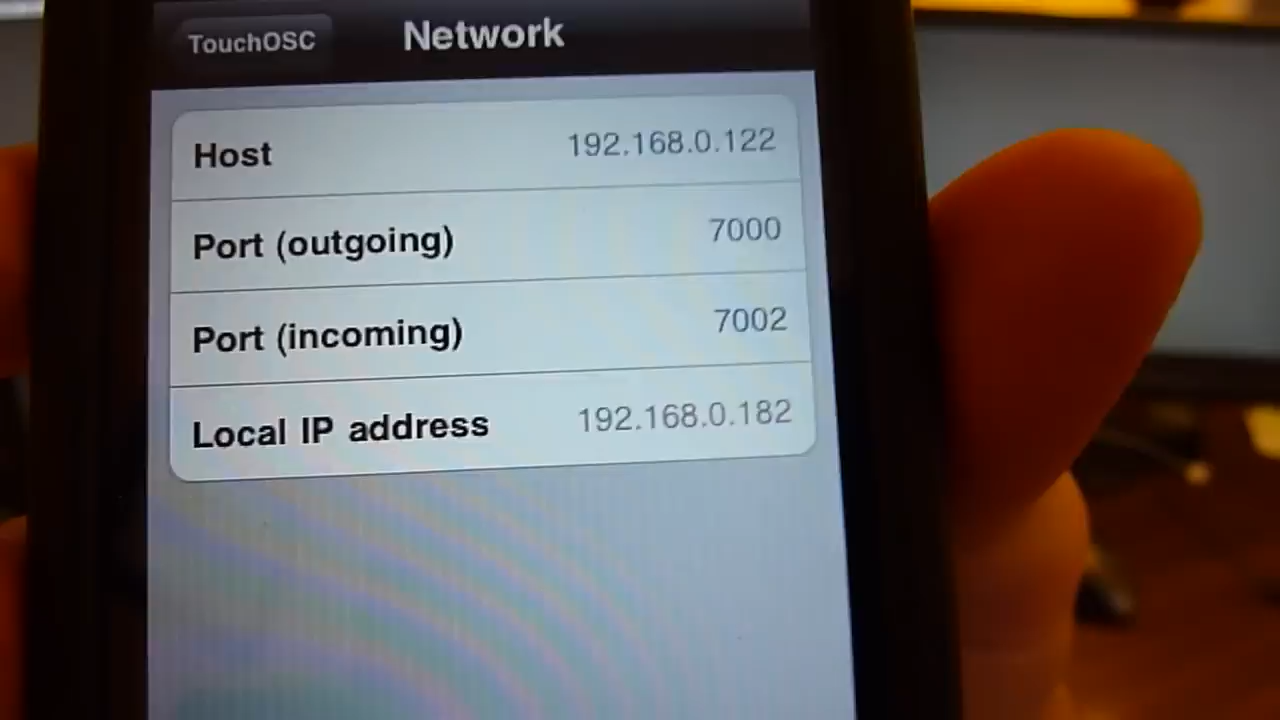 TouchOSC Network
Host 192.168.0.122
Port (outgoing) 7000
Port (incoming) 7002
Local IP address 192.168.0.182